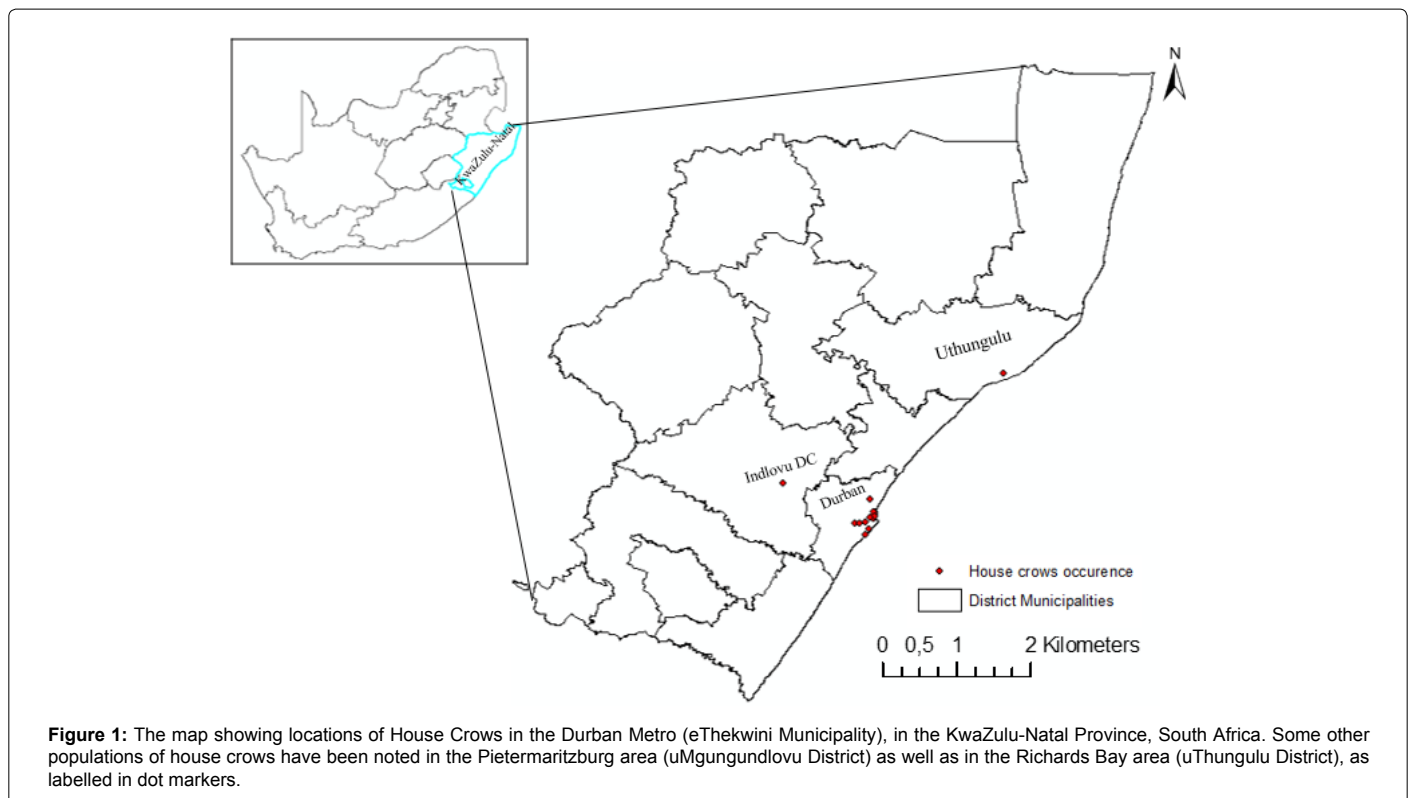 N
KwaZulu-Natal
Uthungulu
Indlovu DC
Durban
House crows occurence
District Municipalities
0 0,5 1 2 Kilometers
Figure 1: The map showing locations of House Crows in the Durban Metro (eThekwini Municipality), in the KwaZulu-Natal Province, South Africa. Some other
populations of house crows have been noted in the Pietermaritzburg area (uMgungundlovu District) as well as in the Richards Bay area (uThungulu District), as
labelled in dot markers.